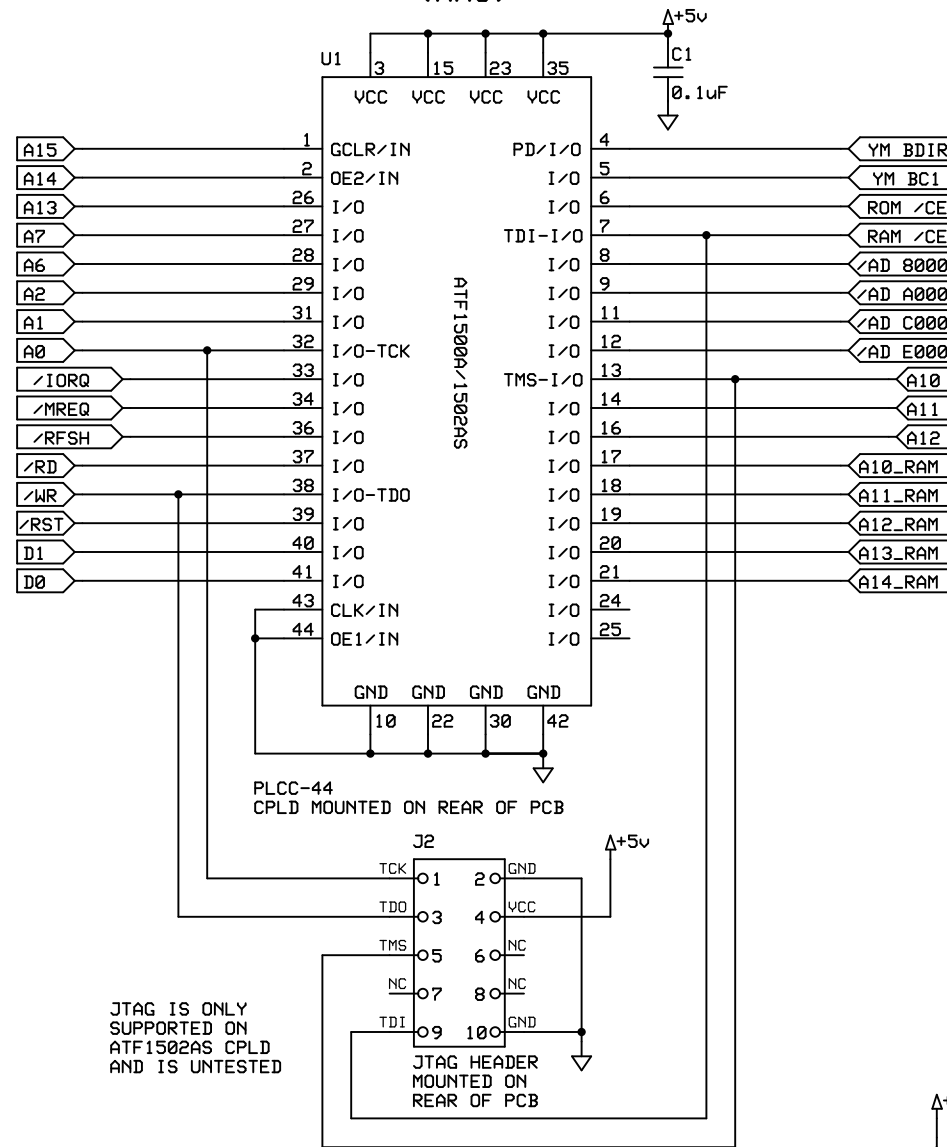 +5v
C1
0.1uF
U1
3 15 23 35
VCC VCC VCC VCC
A15 1 GCLR/IN PD/I/O 4 YM BDIR
A14 2 OE2/IN I/O 5 YM BC1
A13 26 I/O I/O 6 ROM /CE
A7 27 I/O TDI-I/O 7 RAM /CE
A6 28 I/O I/O 8 /AD 8000
A2 29 I/O I/O 9 /AD A000
A1 31 I/O I/O 11 /AD C000
A0 32 I/O-TCK I/O 12 /AD E000
/IORQ 33 I/O TMS-I/O 13 A10
/MREQ 34 I/O I/O 14 A11
/RFSH 36 I/O I/O 16 A12
/RD 37 I/O I/O 17 A10_RAM
/WR 38 I/O-TDO I/O 18 A11_RAM
/RST 39 I/O I/O 19 A12_RAM
D1 40 I/O I/O 20 A13_RAM
D0 41 I/O I/O 21 A14_RAM
43 CLK/IN I/O 24
44 OE1/IN I/O 25
ATF1500A/1502AS
GND GND GND GND
10 22 30 42
PLCC-44
CPLD MOUNTED ON REAR OF PCB
J2
+5v
TCK 1 2 GND
TDO 3 4 VCC
TMS 5 6 NC
NC 7 8 NC
TDI 9 10 GND
JTAG IS ONLY
SUPPORTED ON
ATF1502AS CPLD
AND IS UNTESTED
JTAG HEADER
MOUNTED ON
REAR OF PCB